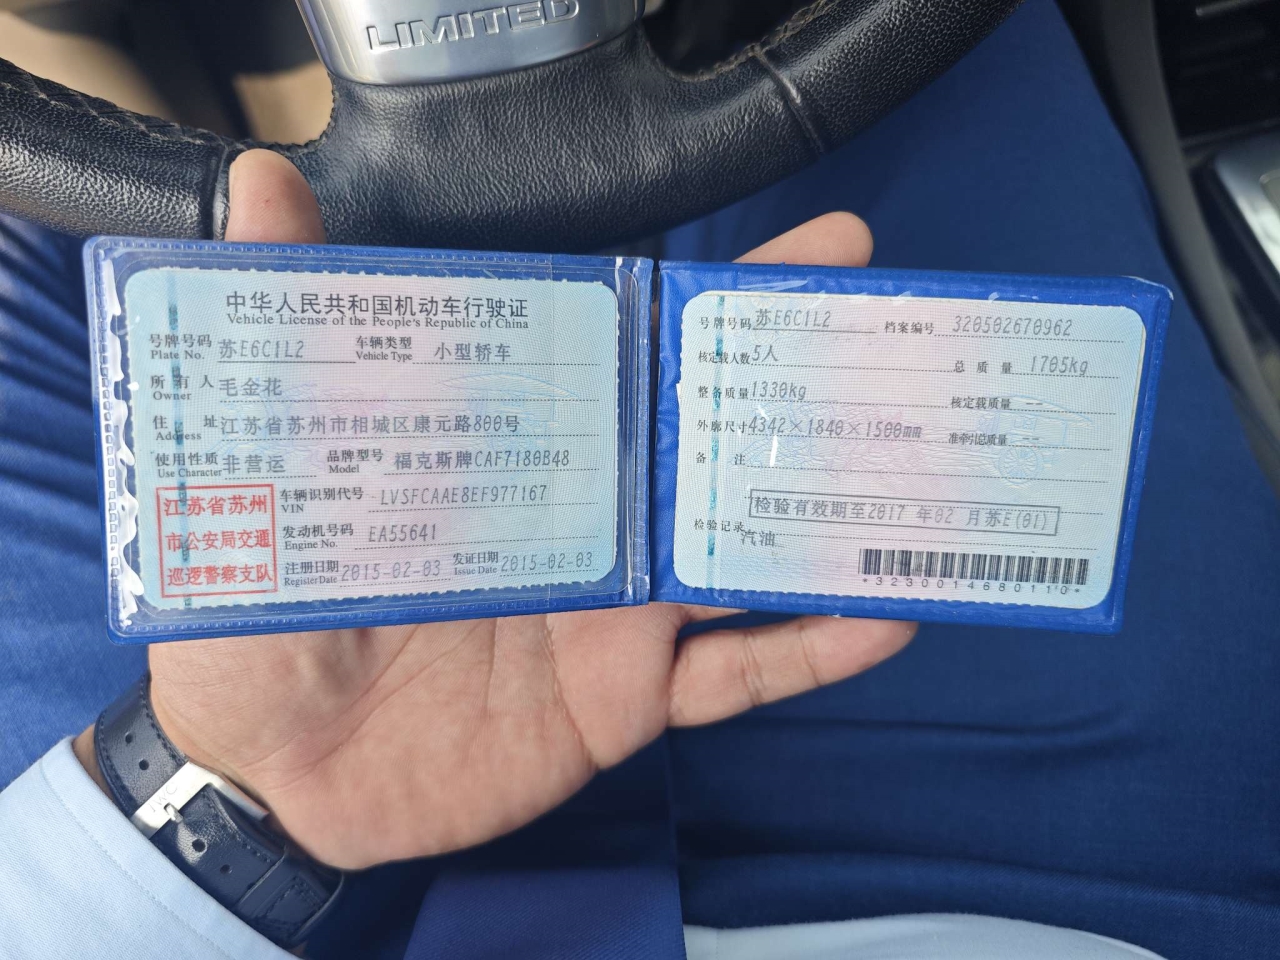 LIMITED
中华人民共和国机动车行驶证
Vehicle License of the People's Republic of China
号牌号码 Plate No. 苏E6C1L2 车辆类型 Vehicle Type 小型轿车
所有人 Owner 毛金花
住址 Address 江苏省苏州市相城区康元路800号
使用性质 Use Character 非营运 品牌型号 Model 福克斯牌CAF7180B48
江苏省苏州
市公安局交通
巡逻警察支队
车辆识别代号 VIN LVSFCAAE8EF977167
发动机号码 Engine No. EA55641
注册日期 Register Date 2015-02-03 发证日期 Issue Date 2015-02-03
号牌号码 苏E6C1L2 档案编号 320502670962
核定载人数 5人 总质量 1705kg
整备质量 1330kg 核定载质量 --
外廓尺寸 4342×1840×1500mm 准牵引总质量 --
备注
检验有效期至2017年02月苏E(01)
检验记录
汽油
*3230014680110*
IWC